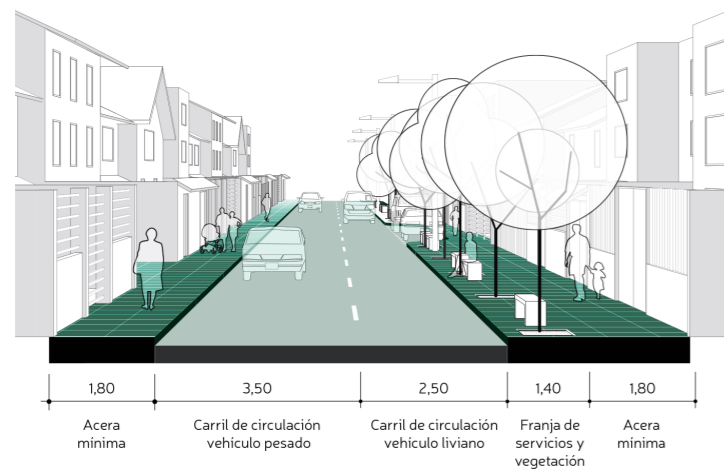 1,80 3,50 2,50 1,40 1,80
Acera
mínima
Carril de circulación
vehículo pesado
Carril de circulación
vehículo liviano
Franja de
servicios y
vegetación
Acera
mínima